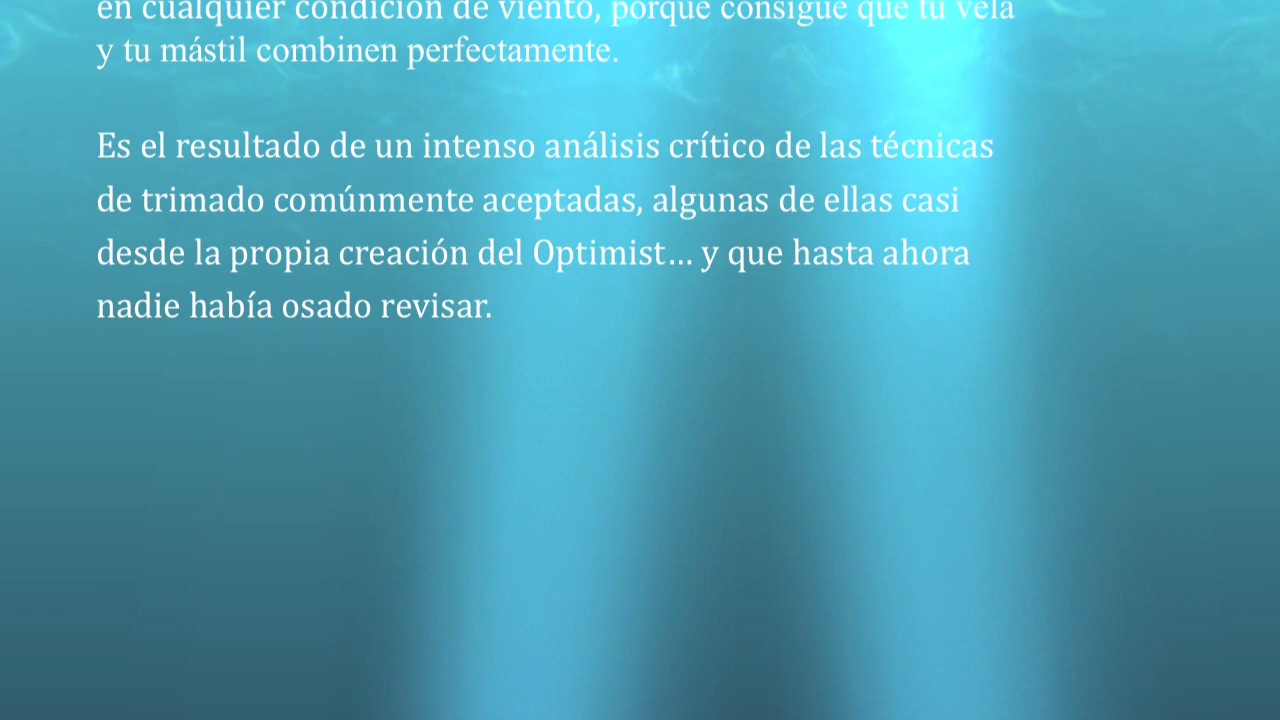 en cualquier condición de viento, porque consigue que tu vela
y tu mástil combinen perfectamente.
Es el resultado de un intenso análisis crítico de las técnicas
de trimado comúnmente aceptadas, algunas de ellas casi
desde la propia creación del Optimist… y que hasta ahora
nadie había osado revisar.